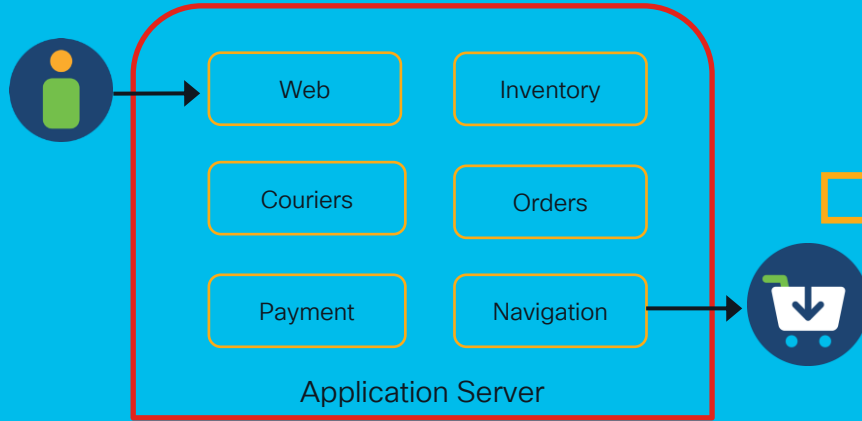 Web
Inventory
Couriers
Orders
Payment
Navigation
Application Server